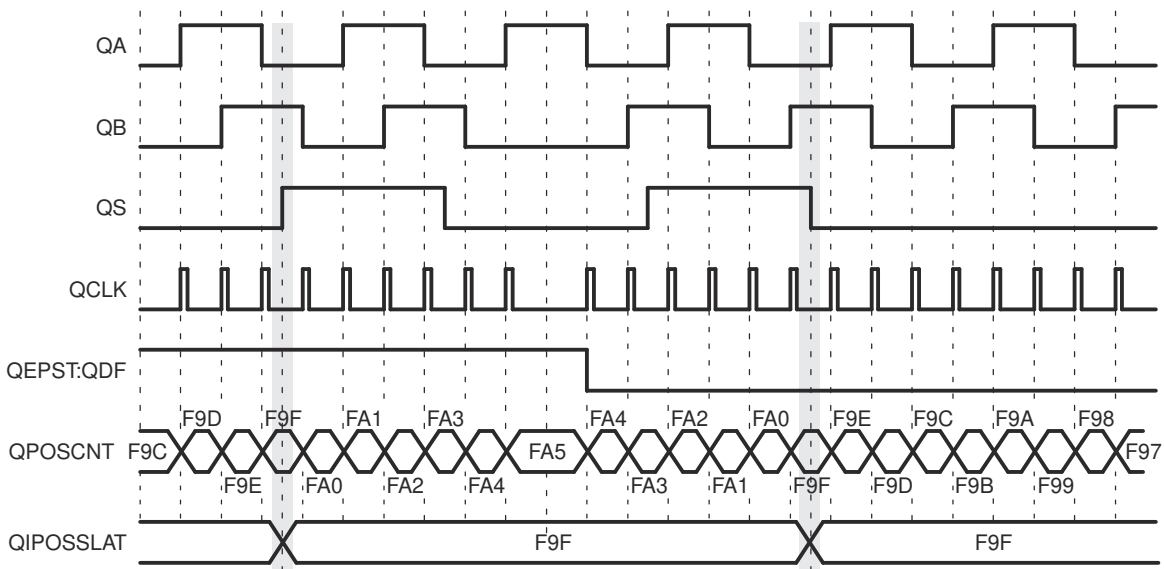 QA
QB
QS
QCLK
QEPST:QDF
F9D F9F FA1 FA3 FA4 FA2 FA0 F9E F9C F9A F98
QPOSCNT F9C FA5 F97
F9E FA0 FA2 FA4 FA3 FA1 F9F F9D F9B F99
QIPOSSLAT F9F F9F